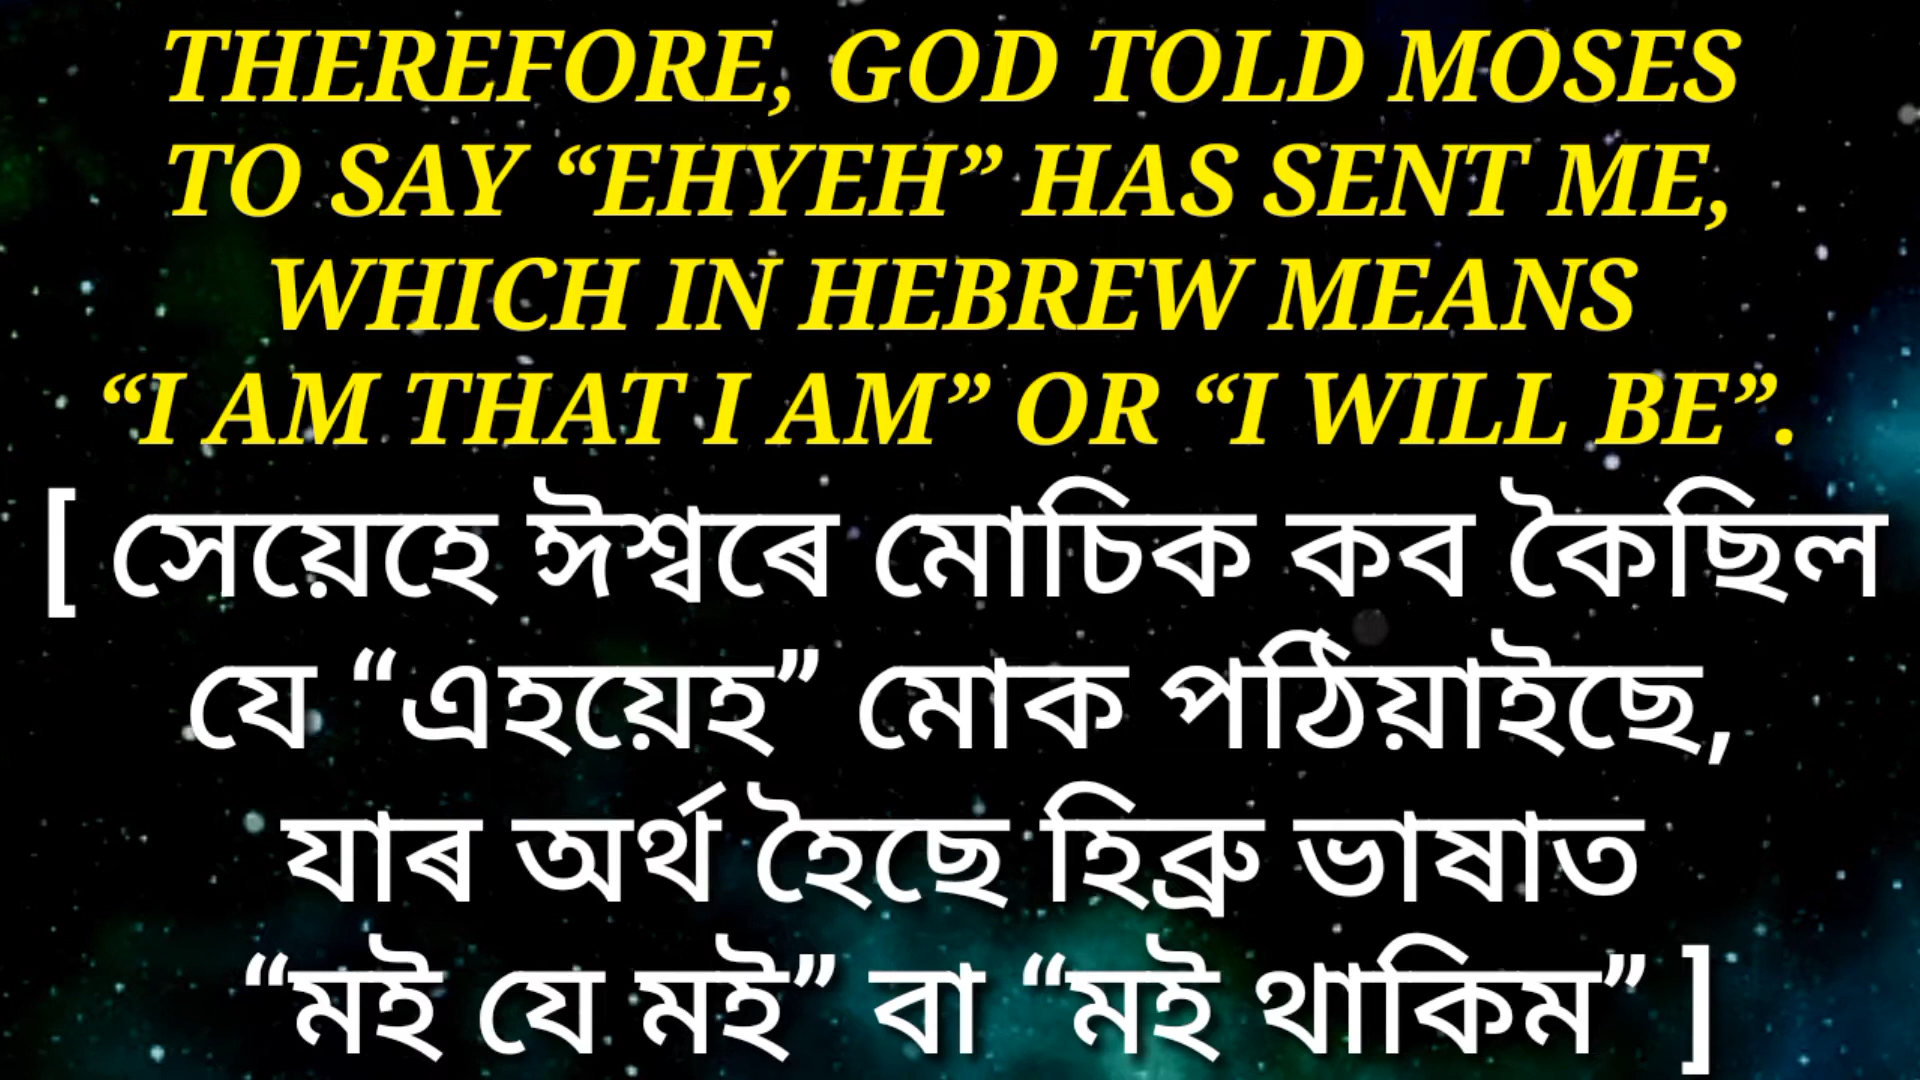 THEREFORE, GOD TOLD MOSES
TO SAY “EHYEH” HAS SENT ME,
WHICH IN HEBREW MEANS
“I AM THAT I AM” OR “I WILL BE”.
[ সেয়েহে ঈশ্বৰে মোচিক কব কৈছিল
যে “এহয়েহ” মোক পঠিয়াইছে,
যাৰ অৰ্থ হৈছে হিব্ৰু ভাষাত
“মই যে মই” বা “মই থাকিম” ]